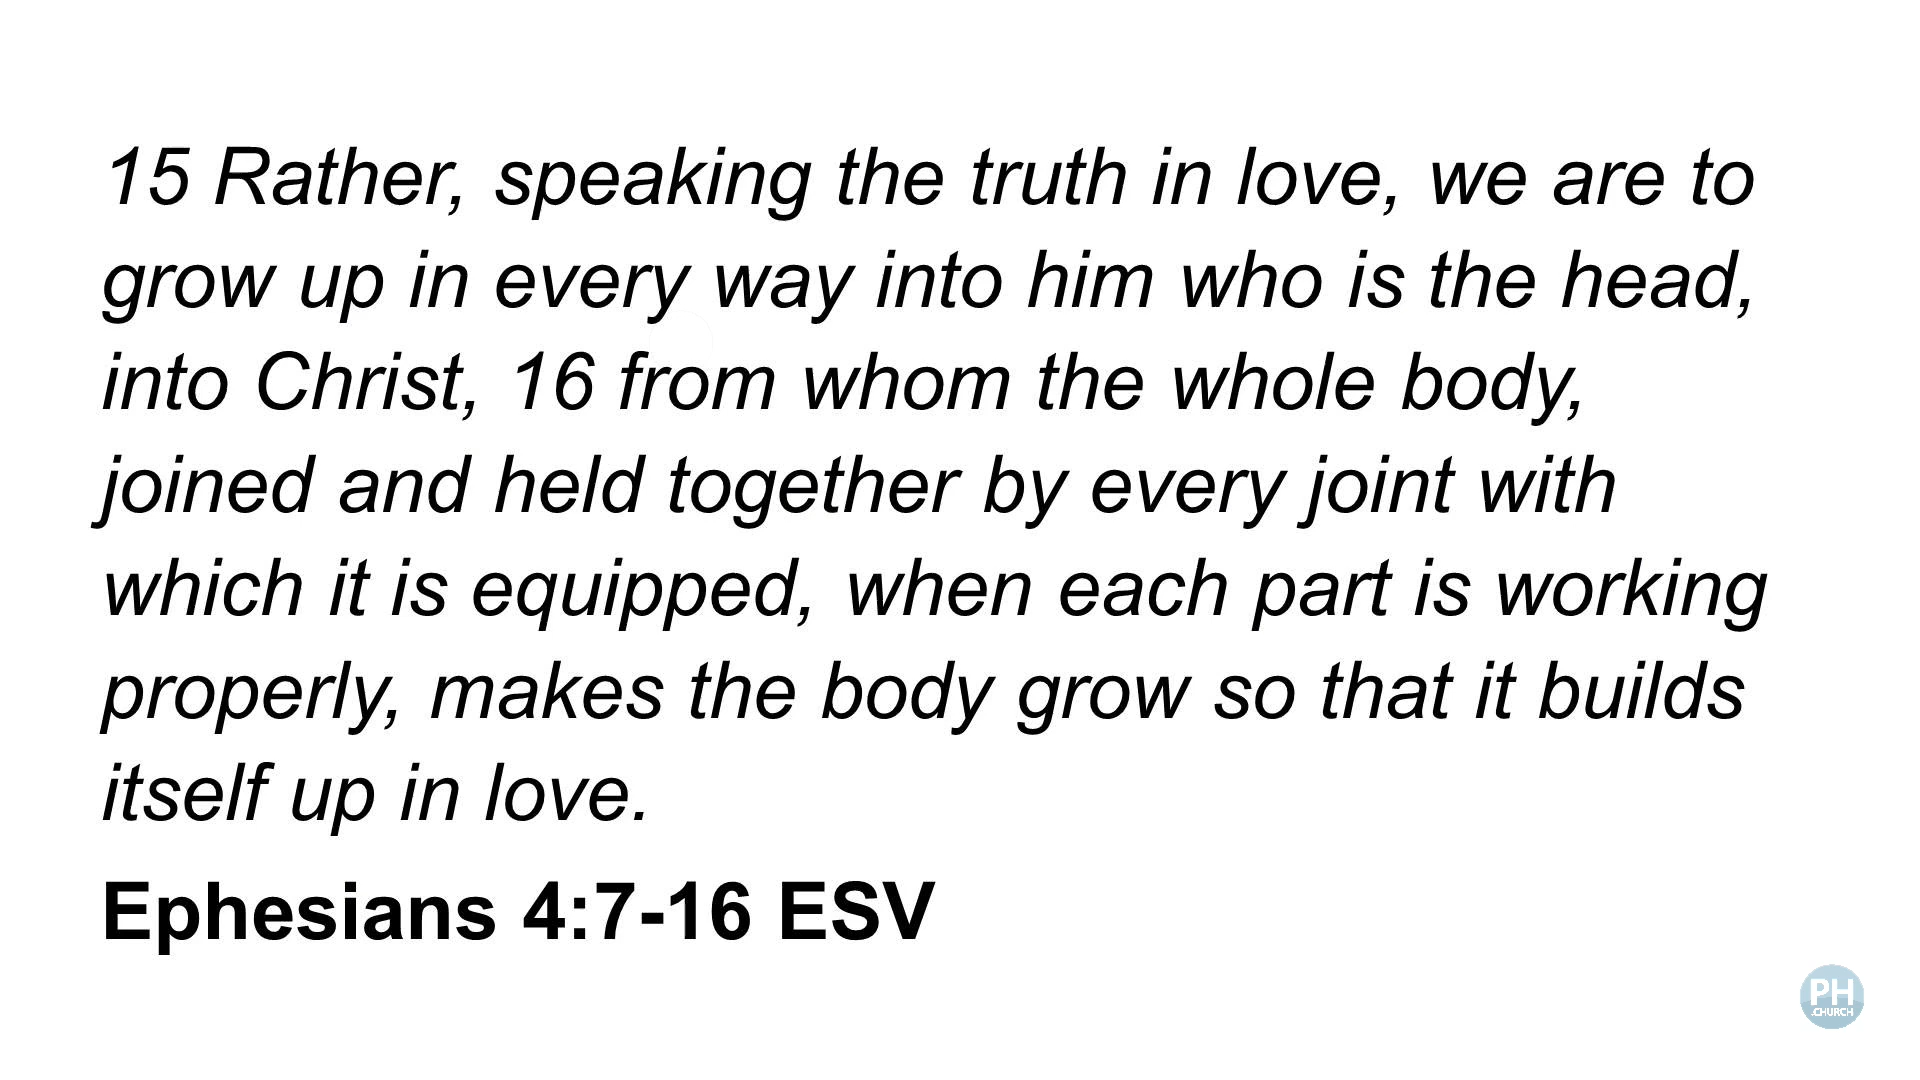 15 Rather, speaking the truth in love, we are to
grow up in every way into him who is the head,
into Christ, 16 from whom the whole body,
joined and held together by every joint with
which it is equipped, when each part is working
properly, makes the body grow so that it builds
itself up in love.
Ephesians 4:7-16 ESV
PH
.CHURCH